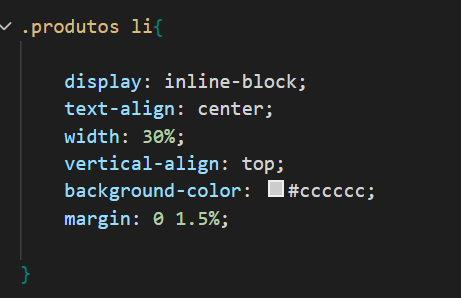 .produtos li{
display: inline-block;
text-align: center;
width: 30%;
vertical-align: top;
background-color: #cccccc;
margin: 0 1.5%;
}